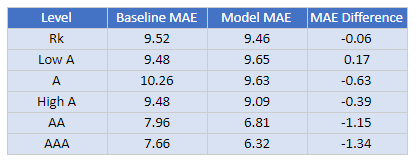 Level Baseline MAE Model MAE MAE Difference
Rk 9.52 9.46 -0.06
Low A 9.48 9.65 0.17
A 10.26 9.63 -0.63
High A 9.48 9.09 -0.39
AA 7.96 6.81 -1.15
AAA 7.66 6.32 -1.34